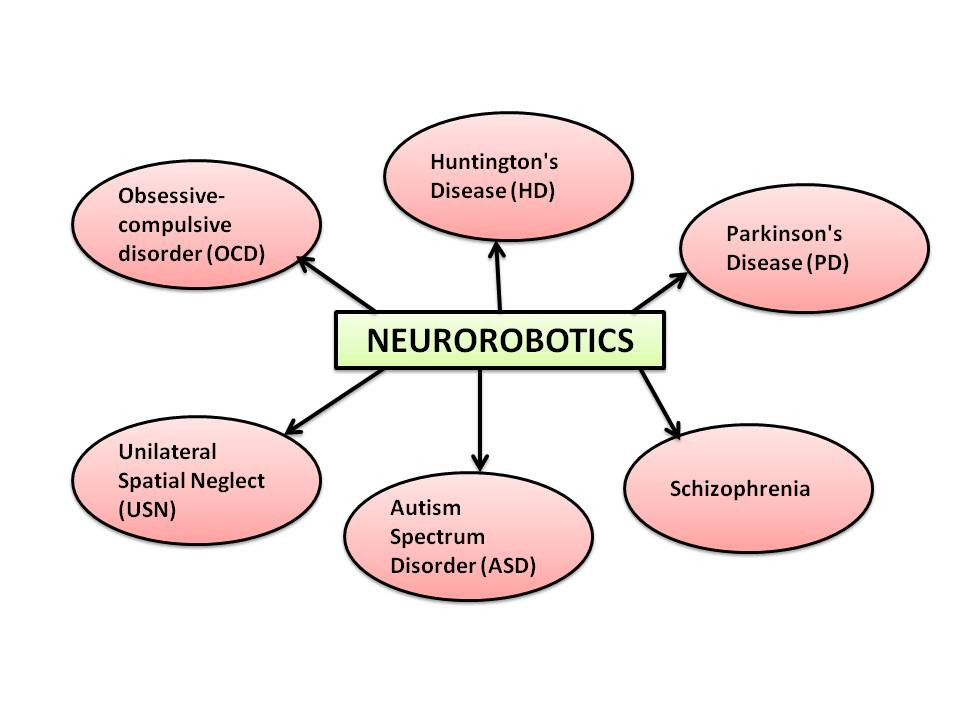 Huntington's
Disease (HD)
Obsessive-
compulsive
disorder (OCD)
Parkinson's
Disease (PD)
NEUROROBOTICS
Unilateral
Spatial Neglect
(USN)
Autism
Spectrum
Disorder (ASD)
Schizophrenia